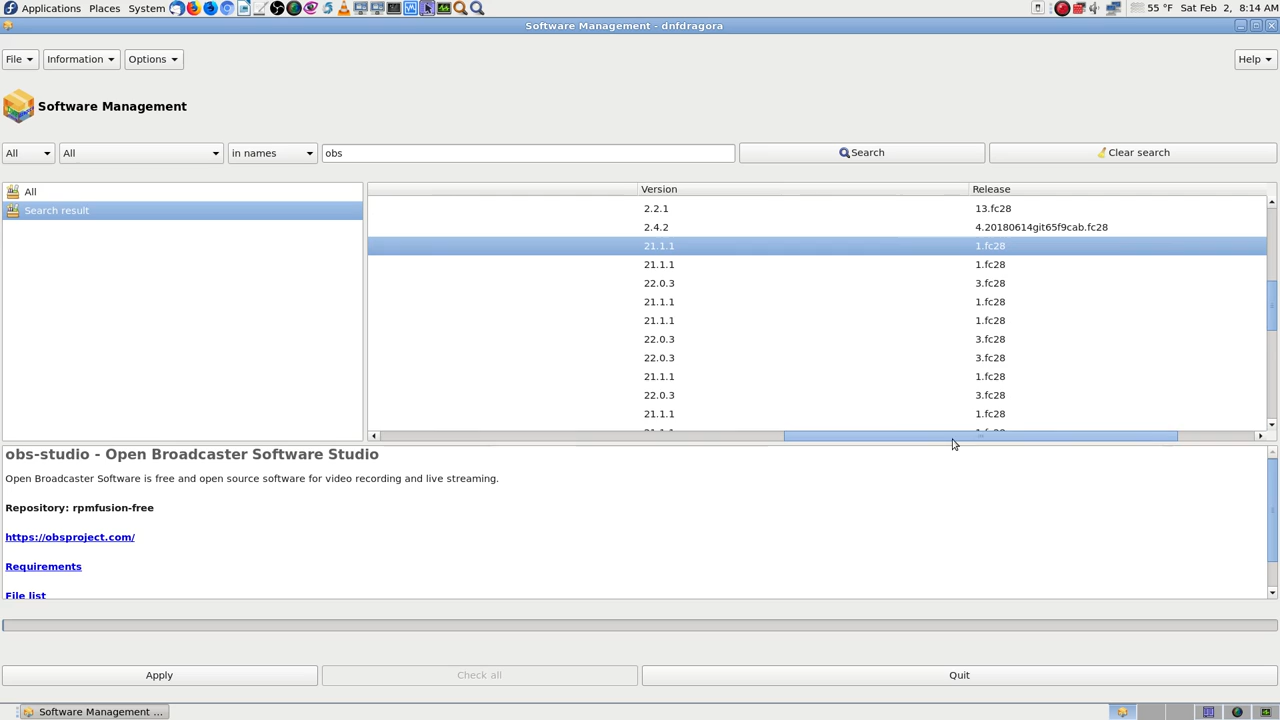 Applications Places System 55 °F Sat Feb 2, 8:14 AM
Software Management - dnfdragora
File Information Options Help
Software Management
All All in names obs Search Clear search
All
Search result
Version Release
2.2.1 13.fc28
2.4.2 4.20180614git65f9cab.fc28
21.1.1 1.fc28
21.1.1 1.fc28
22.0.3 3.fc28
21.1.1 1.fc28
21.1.1 1.fc28
22.0.3 3.fc28
22.0.3 3.fc28
21.1.1 1.fc28
22.0.3 3.fc28
21.1.1 1.fc28
obs-studio - Open Broadcaster Software Studio
Open Broadcaster Software is free and open source software for video recording and live streaming.
Repository: rpmfusion-free
https://obsproject.com/
Requirements
File list
Apply Check all Quit
Software Management ...